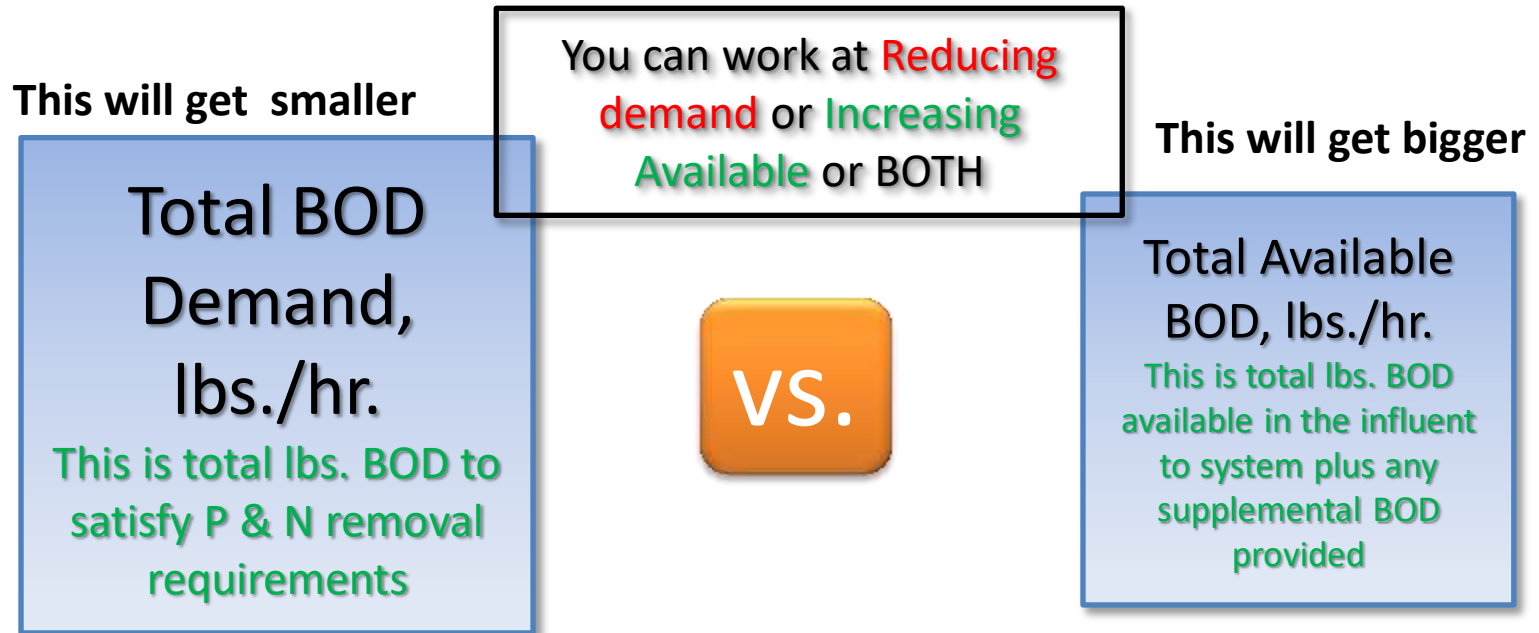 You can work at Reducing
demand or Increasing
Available or BOTH
This will get  smaller
Total BOD
Demand,
lbs./hr.
This is total lbs. BOD to
satisfy P & N removal
requirements
vs.
This will get bigger
Total Available
BOD, lbs./hr.
This is total lbs. BOD
available in the influent
to system plus any
supplemental BOD
provided